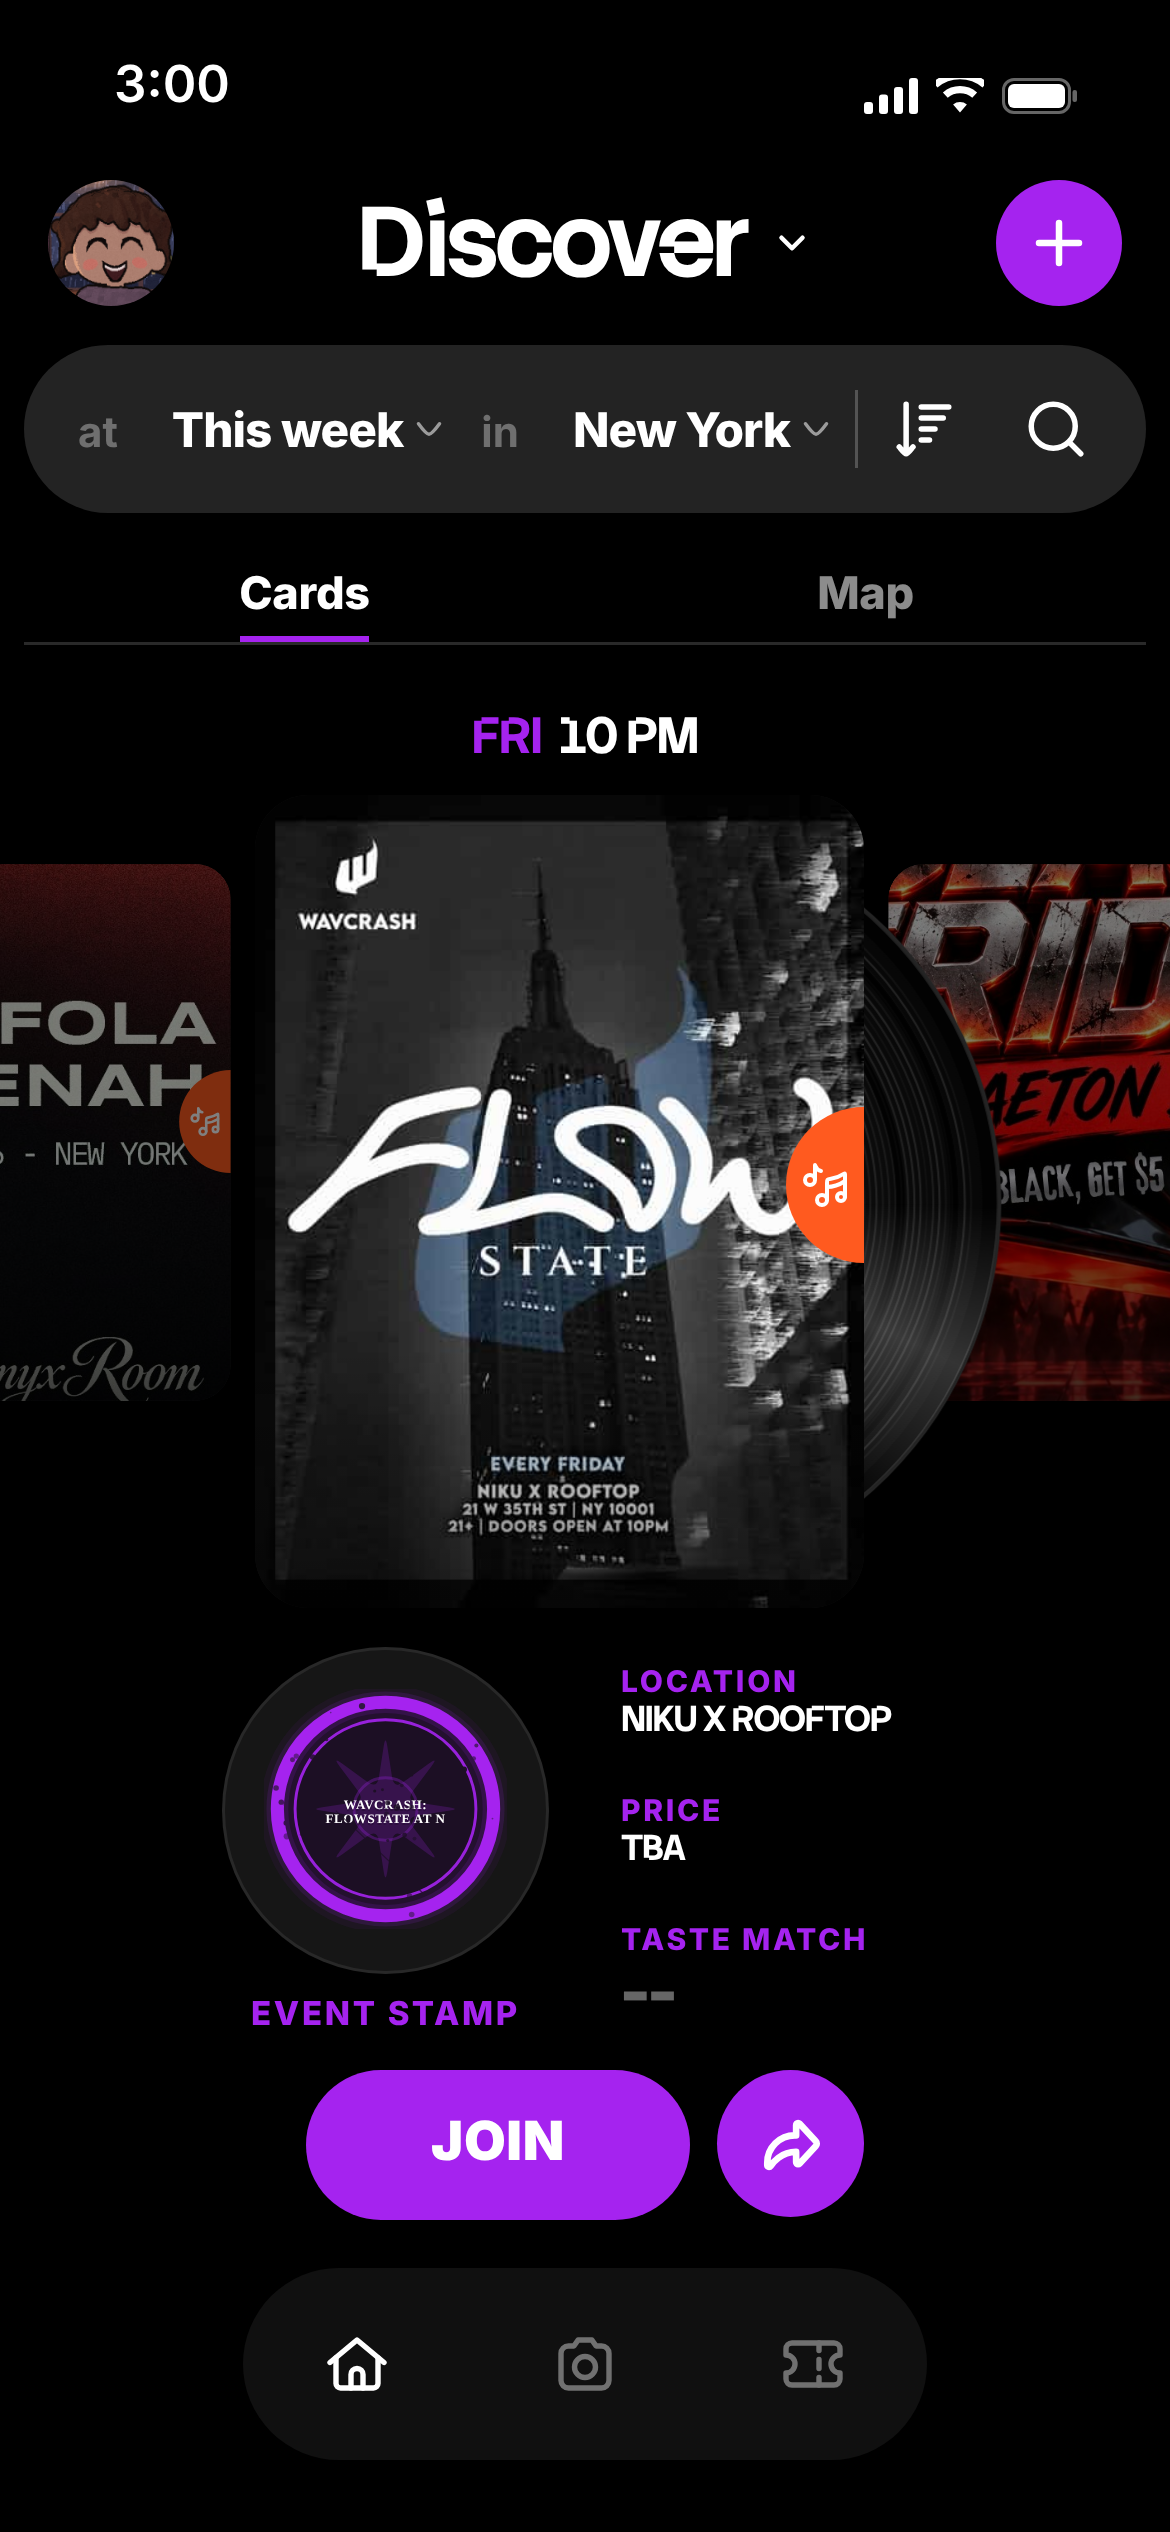 3:00
Discover
at This week in New York
Cards Map
FRI 10 PM
WAVCRASH
FLOW
STATE
EVERY FRIDAY
NIKU X ROOFTOP
21 W 35TH ST | NY 10001
21+ | DOORS OPEN AT 10PM
FOLA
ENAH
- NEW YORK
nyx Room
RID
AETON
BLACK, GET $5
WAVCRASH:
FLOWSTATE AT N
EVENT STAMP
LOCATION
NIKU X ROOFTOP
PRICE
TBA
TASTE MATCH
--
JOIN